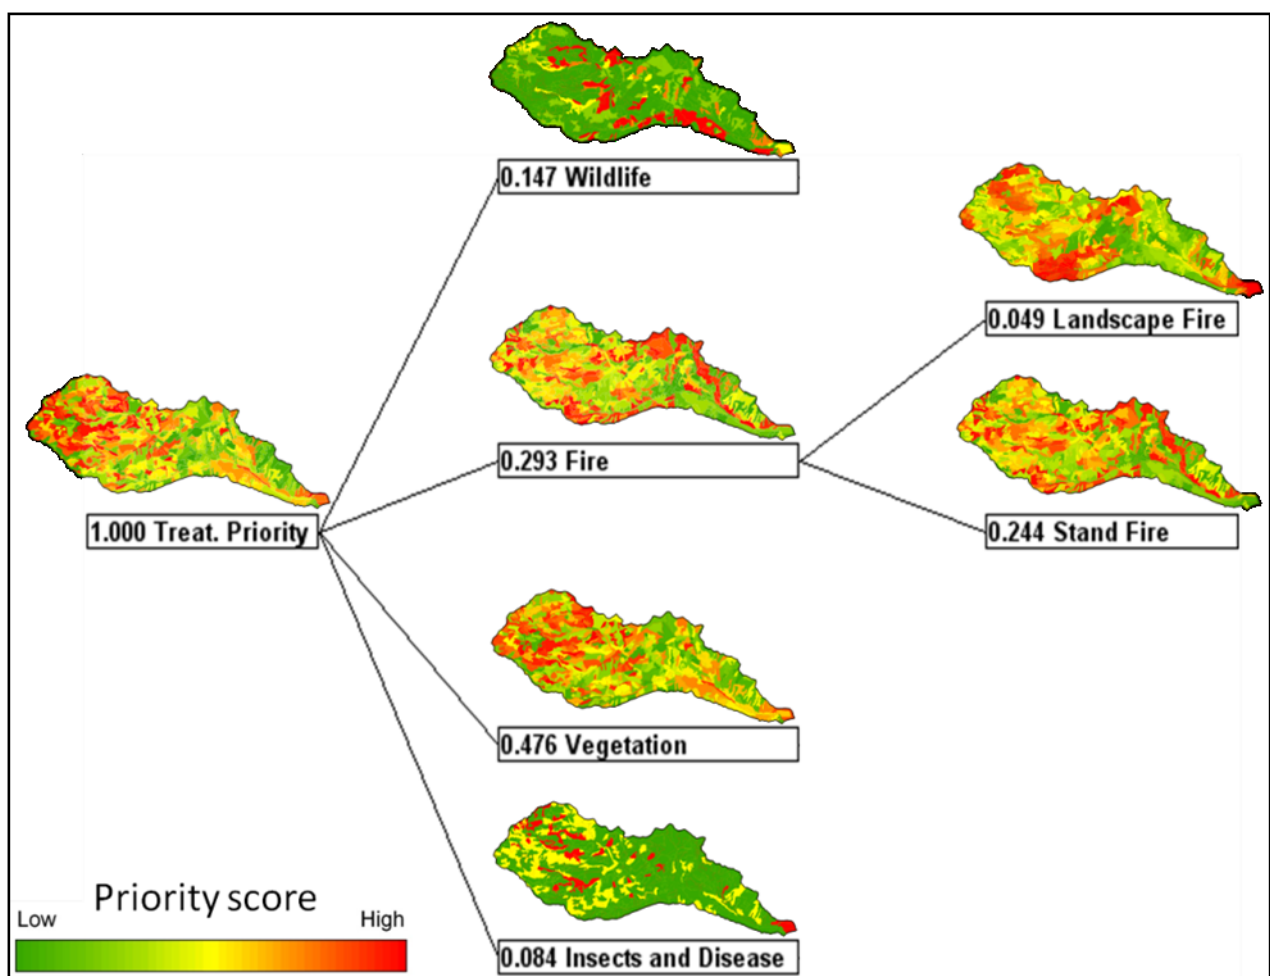 0.147 Wildlife
0.049 Landscape Fire
0.293 Fire
1.000 Treat. Priority
0.244 Stand Fire
0.476 Vegetation
Priority score
Low High
0.084 Insects and Disease